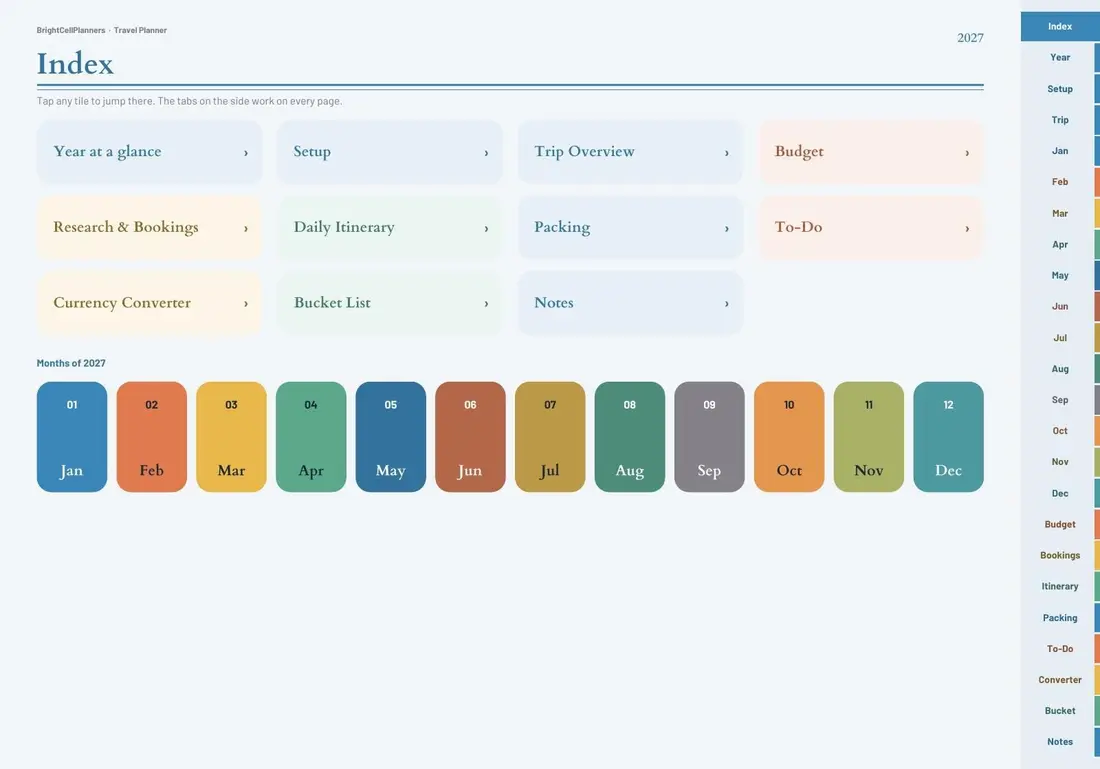 BrightCellPlanners · Travel Planner
2027
Index
Tap any tile to jump there. The tabs on the side work on every page.
Year at a glance ›
Setup ›
Trip Overview ›
Budget ›
Research & Bookings ›
Daily Itinerary ›
Packing ›
To-Do ›
Currency Converter ›
Bucket List ›
Notes ›
Months of 2027
01 02 03 04 05 06 07 08 09 10 11 12
Jan Feb Mar Apr May Jun Jul Aug Sep Oct Nov Dec
Index
Year
Setup
Trip
Jan
Feb
Mar
Apr
May
Jun
Jul
Aug
Sep
Oct
Nov
Dec
Budget
Bookings
Itinerary
Packing
To-Do
Converter
Bucket
Notes